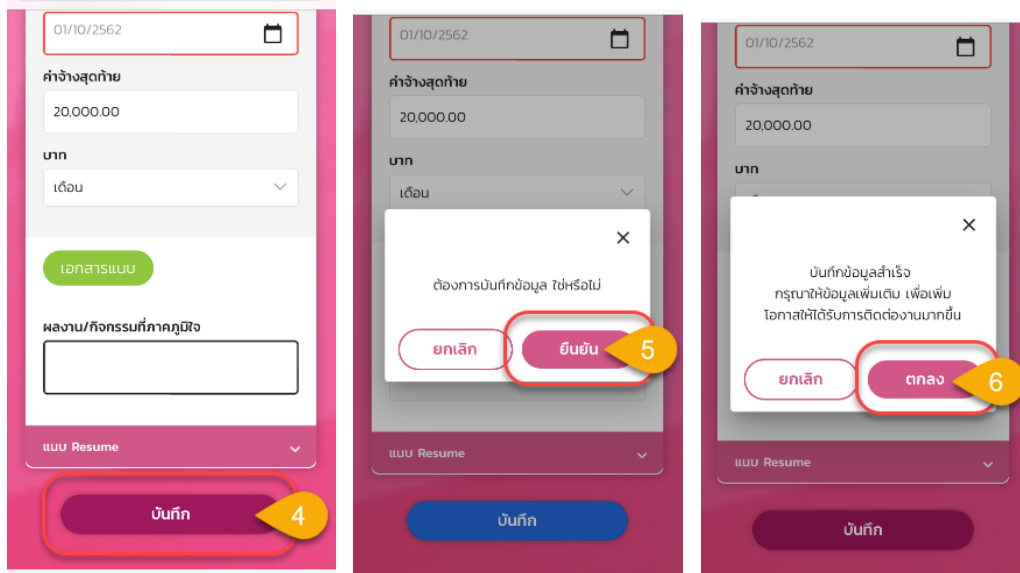 01/10/2562
ค่าจ้างสุดท้าย
20,000.00
บาท
เดือน
เอกสารแนบ
ผลงาน/กิจกรรมที่ภาคภูมิใจ
แนบ Resume
บันทึก
4
01/10/2562
ค่าจ้างสุดท้าย
20,000.00
บาท
เดือน
ต้องการบันทึกข้อมูล ใช่หรือไม่
ยกเลิก
ยืนยัน
5
แนบ Resume
บันทึก
01/10/2562
ค่าจ้างสุดท้าย
20,000.00
บาท
บันทึกข้อมูลสำเร็จ
กรุณาให้ข้อมูลเพิ่มเติม เพื่อเพิ่ม
โอกาสให้ได้รับการติดต่องานมากขึ้น
ยกเลิก
ตกลง
6
แนบ Resume
บันทึก